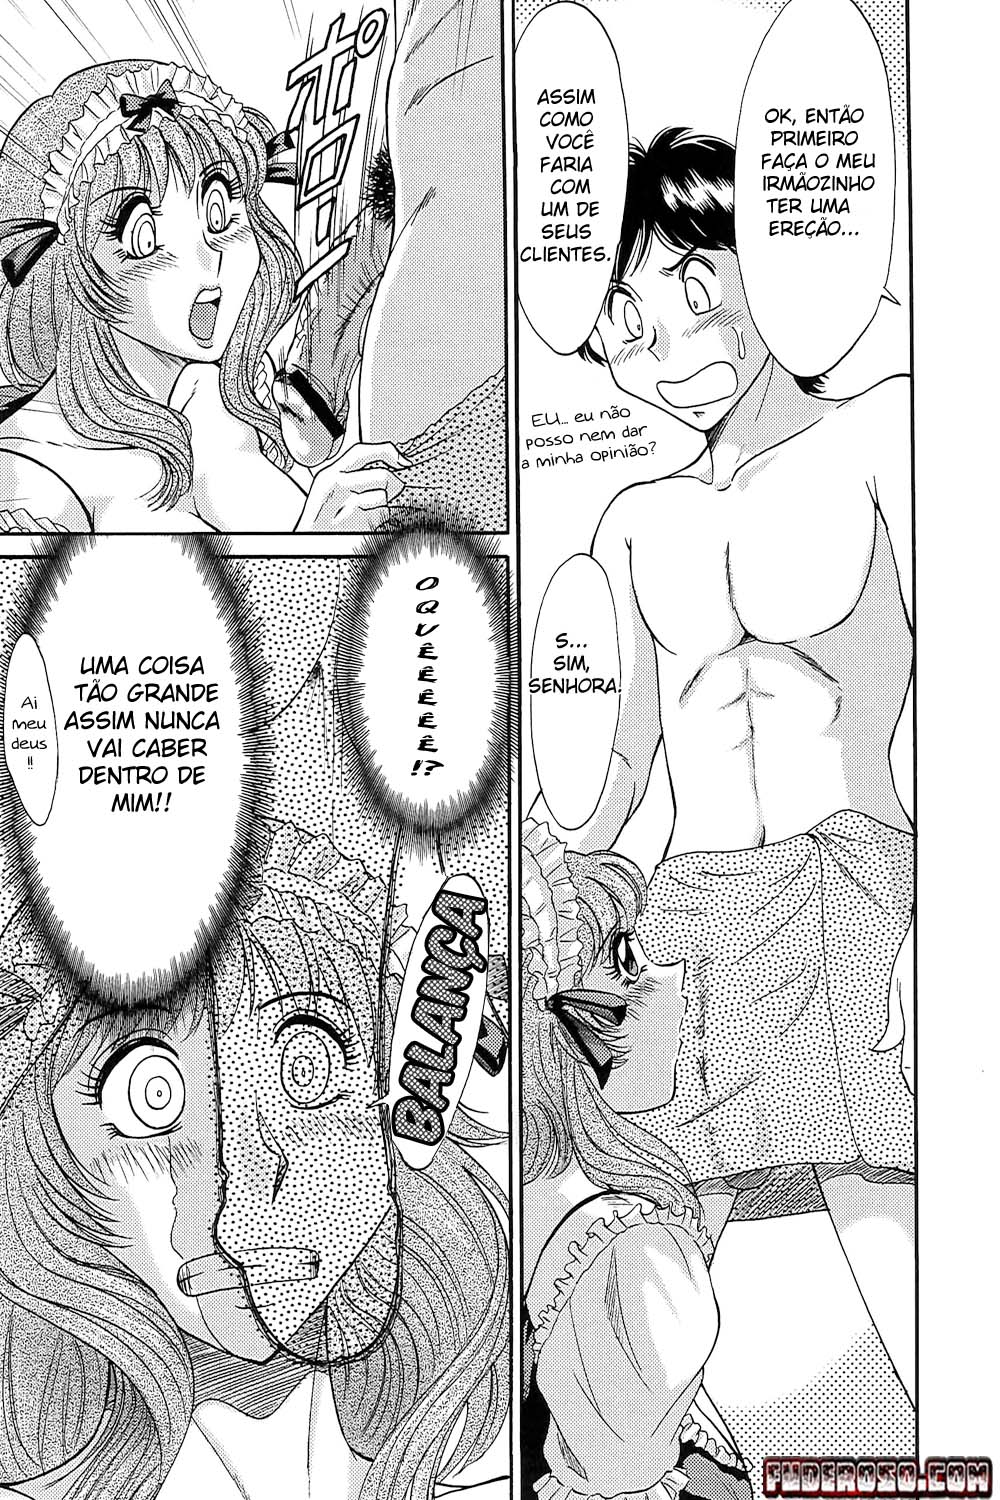 OK, ENTÃO
PRIMEIRO
FAÇA O MEU
IRMÃOZINHO
TER UMA
EREÇÃO...
ASSIM
COMO
VOCÊ
FARIA
COM
UM DE
SEUS
CLIENTES.
EU... eu não
posso nem dar
a minha opinião?
S...
SIM,
SENHORA.
ポロッ
OQUÊÊÊÊÊ!?
UMA COISA
TÃO GRANDE
ASSIM NUNCA
VAI CABER
DENTRO DE
MIM!!
Ai
meu
deus
!!
BALANÇA
FUDEROSO.COM